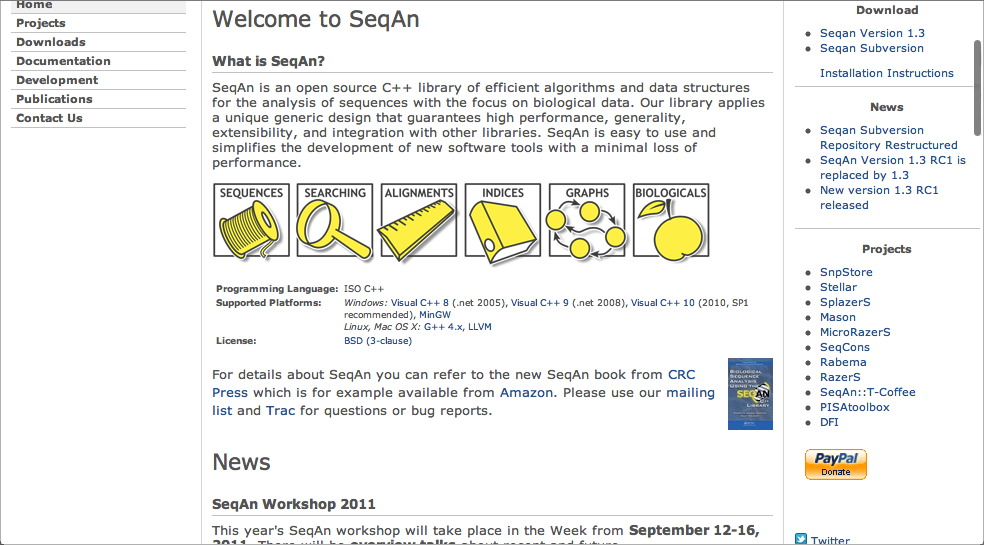 Home
Projects
Downloads
Documentation
Development
Publications
Contact Us
Welcome to SeqAn
What is SeqAn?
SeqAn is an open source C++ library of efficient algorithms and data structures
for the analysis of sequences with the focus on biological data. Our library applies
a unique generic design that guarantees high performance, generality,
extensibility, and integration with other libraries. SeqAn is easy to use and
simplifies the development of new software tools with a minimal loss of
performance.
SEQUENCES SEARCHING ALIGNMENTS INDICES GRAPHS BIOLOGICALS
Programming Language: ISO C++
Supported Platforms: Windows: Visual C++ 8 (.net 2005), Visual C++ 9 (.net 2008), Visual C++ 10 (2010, SP1
recommended), MinGW
Linux, Mac OS X: G++ 4.x, LLVM
License: BSD (3-clause)
For details about SeqAn you can refer to the new SeqAn book from CRC
Press which is for example available from Amazon. Please use our mailing
list and Trac for questions or bug reports.
BIOLOGICAL
SEQUENCE
ANALYSIS
USING THE
SEQAN
LIBRARY
News
SeqAn Workshop 2011
This year's SeqAn workshop will take place in the Week from September 12-16,
2011. There will be overview talks about recent and future
Download
Seqan Version 1.3
Seqan Subversion
Installation Instructions
News
Seqan Subversion
Repository Restructured
SeqAn Version 1.3 RC1 is
replaced by 1.3
New version 1.3 RC1
released
Projects
SnpStore
Stellar
SplazerS
Mason
MicroRazerS
SeqCons
Rabema
RazerS
SeqAn::T-Coffee
PISAtoolbox
DFI
PayPal
Donate
Twitter